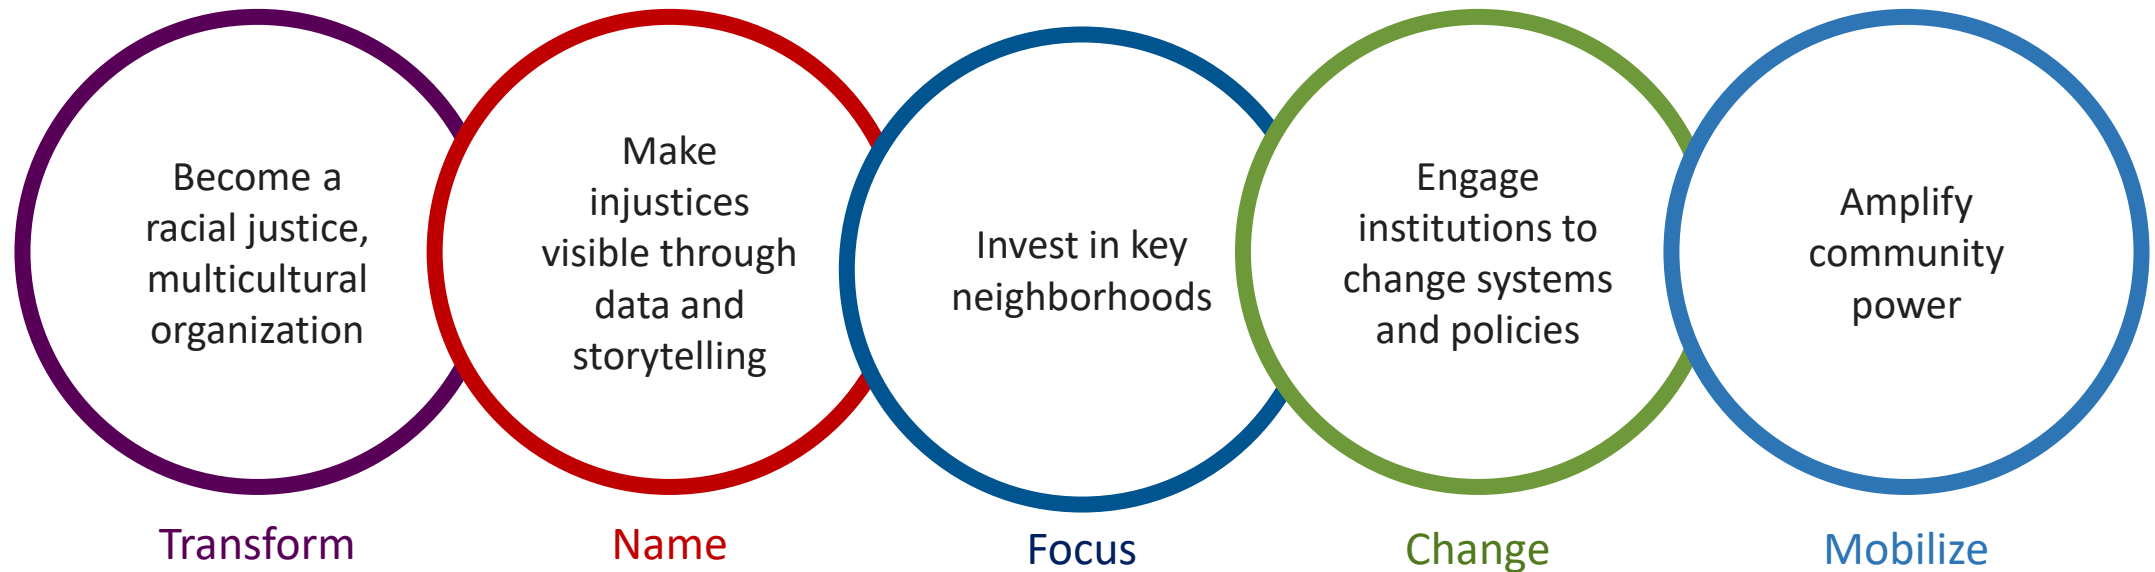 Become a
racial justice,
multicultural
organization
Make
injustices
visible through
data and
storytelling
Invest in key
neighborhoods
Engage
institutions to
change systems
and policies
Amplify
community
power
Transform
Name
Focus
Change
Mobilize